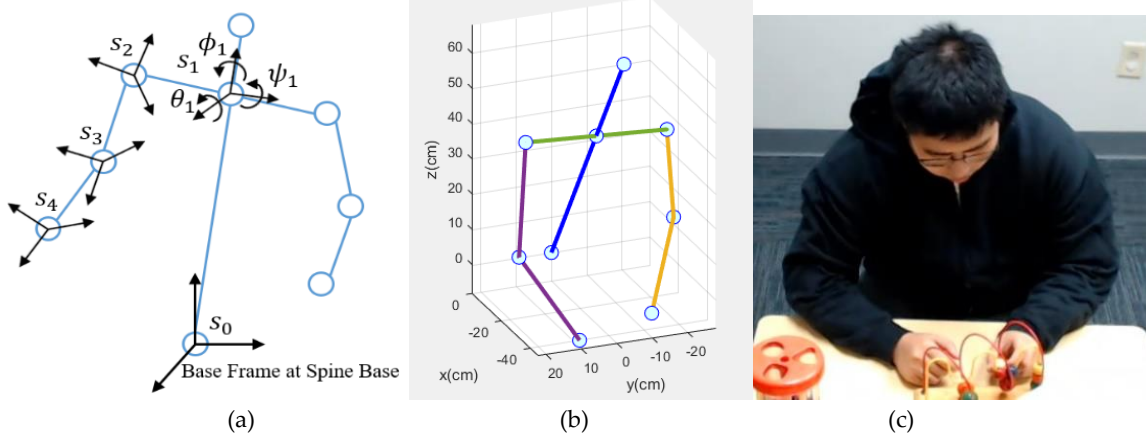 s₂
s₁
ϕ₁
ψ₁
θ₁
s₃
s₄
s₀
Base Frame at Spine Base
(a)
60
50
40
30
20
10
0
z(cm)
0
-20
-40
x(cm)
20
10
0
-10
-20
y(cm)
(b)
(c)